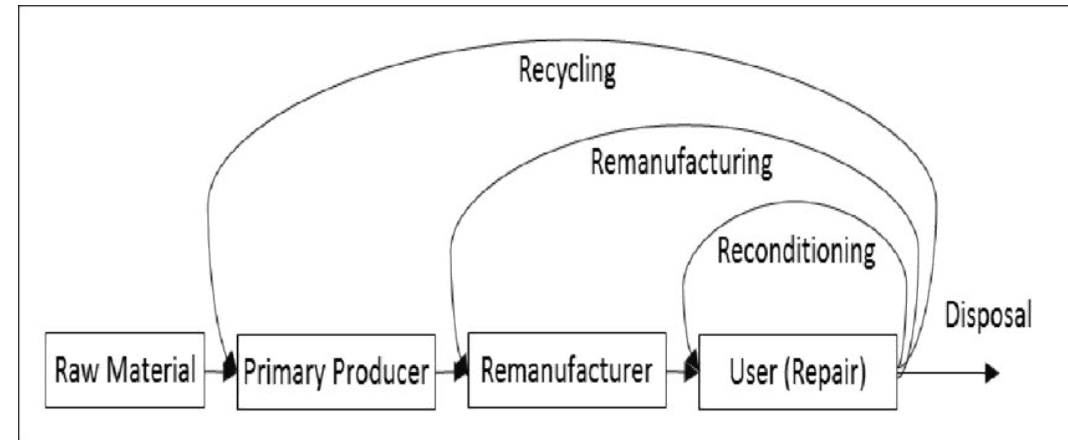 Recycling
Remanufacturing
Reconditioning
Disposal
Raw Material
Primary Producer
Remanufacturer
User (Repair)